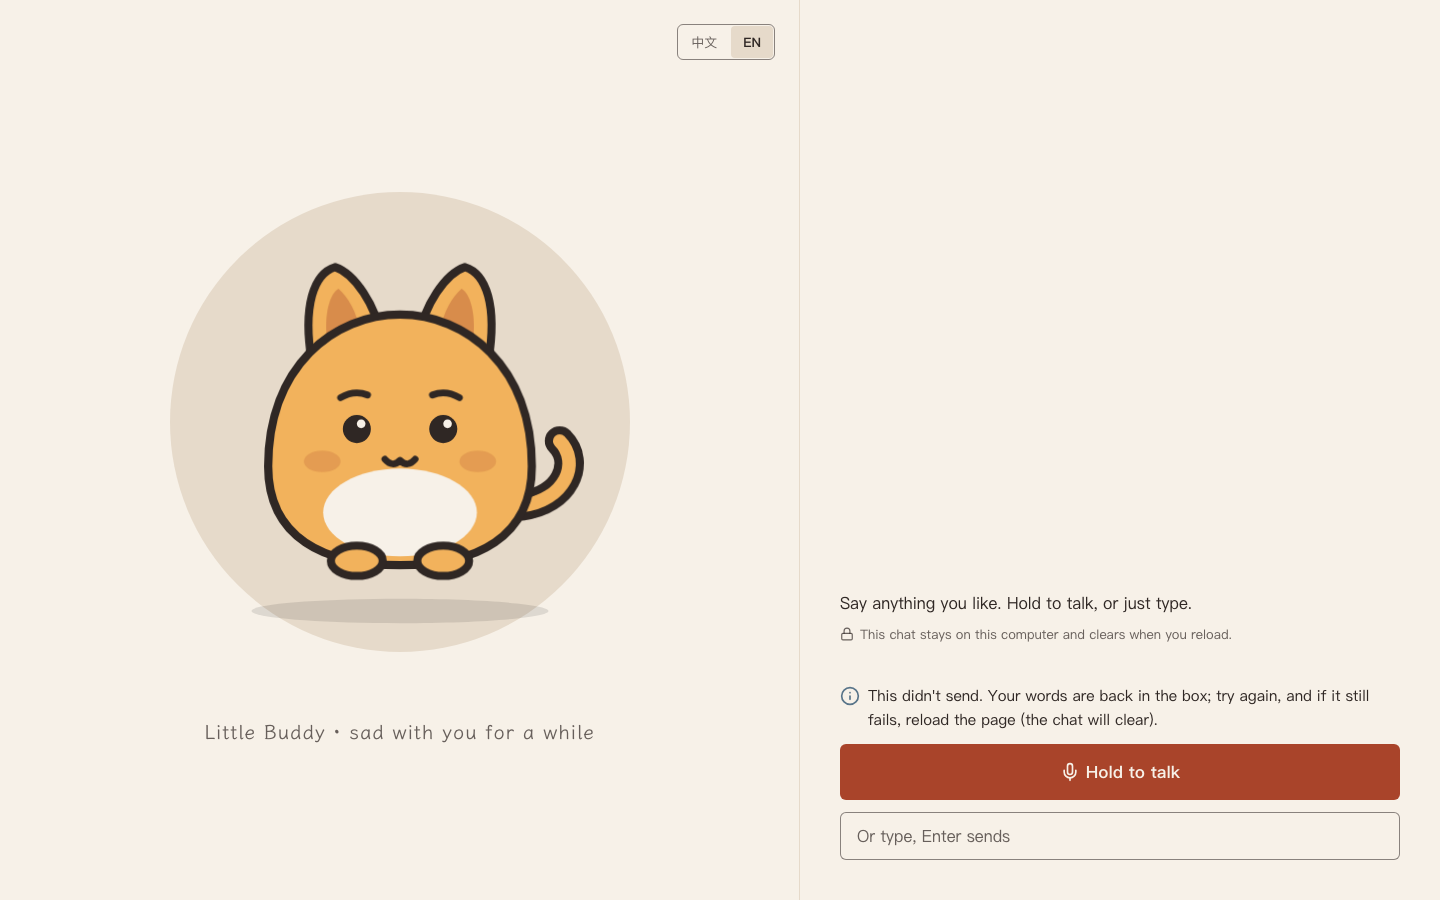 中文 EN
Little Buddy • sad with you for a while
Say anything you like. Hold to talk, or just type.
This chat stays on this computer and clears when you reload.
This didn't send. Your words are back in the box; try again, and if it still
fails, reload the page (the chat will clear).
Hold to talk
Or type, Enter sends